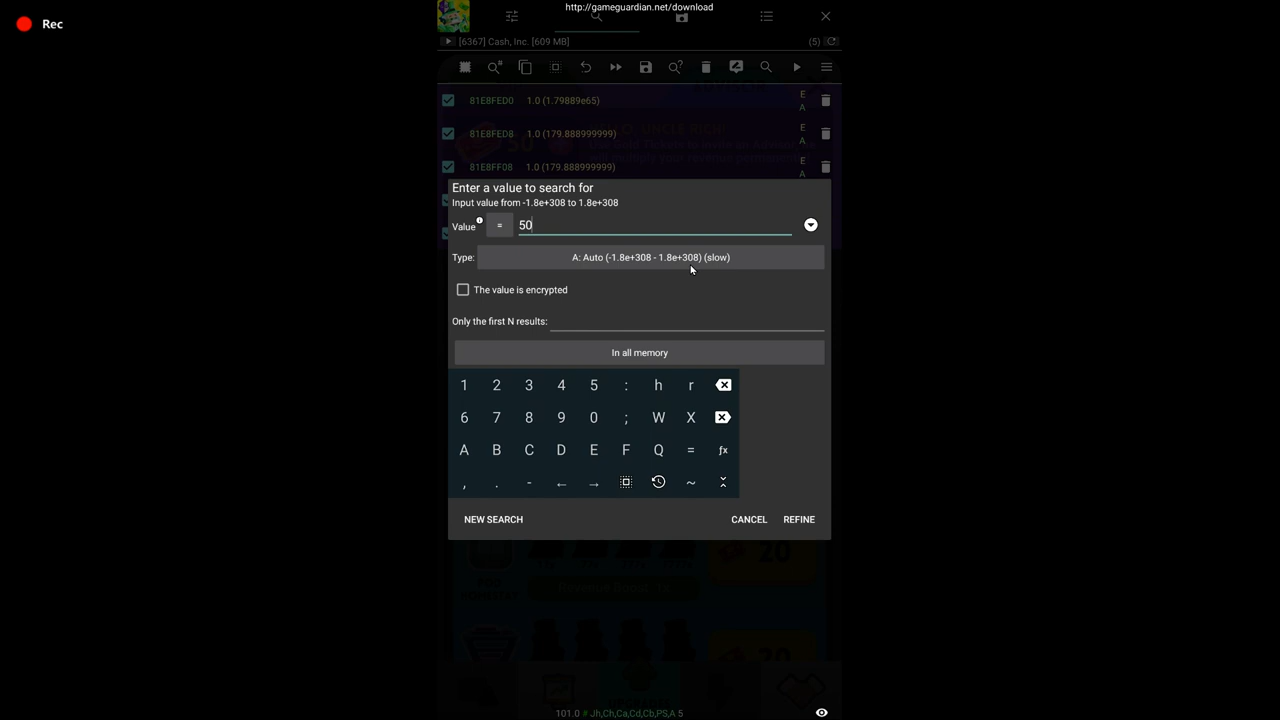 http://gameguardian.net/download
Rec
[6367] Cash, Inc. [609 MB]
(5)
81E8FED0 1.0 (1.79889e65) E A
81E8FED8 1.0 (179.888999999) E A
81E8FF08 1.0 (179.888999999) E A
50
Enter a value to search for
Input value from -1.8e+308 to 1.8e+308
Value = 50
Type: A: Auto (-1.8e+308 - 1.8e+308) (slow)
The value is encrypted
Only the first N results:
In all memory
1 2 3 4 5 : h r
6 7 8 9 0 ; W X
A B C D E F Q = ƒx
, . - ← → ~
NEW SEARCH CANCEL REFINE
20
20
101.0 # Jh,Ch,Ca,Cd,Cb,PS,A 5